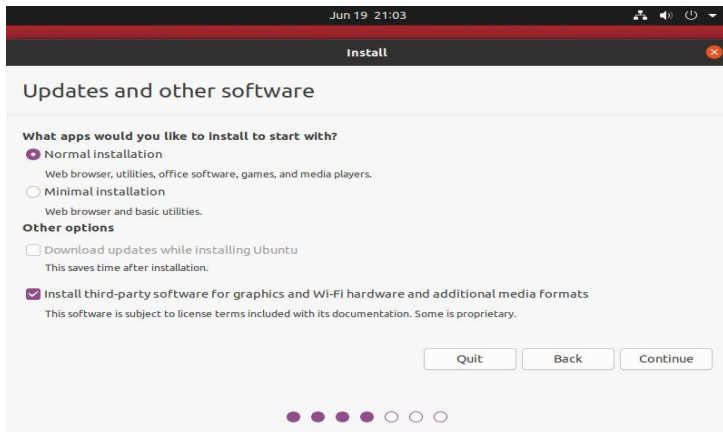 Jun 19 21:03
Install
Updates and other software
What apps would you like to install to start with?
Normal installation
Web browser, utilities, office software, games, and media players.
Minimal installation
Web browser and basic utilities.
Other options
Download updates while installing Ubuntu
This saves time after installation.
Install third-party software for graphics and Wi-Fi hardware and additional media formats
This software is subject to license terms included with its documentation. Some is proprietary.
Quit Back Continue